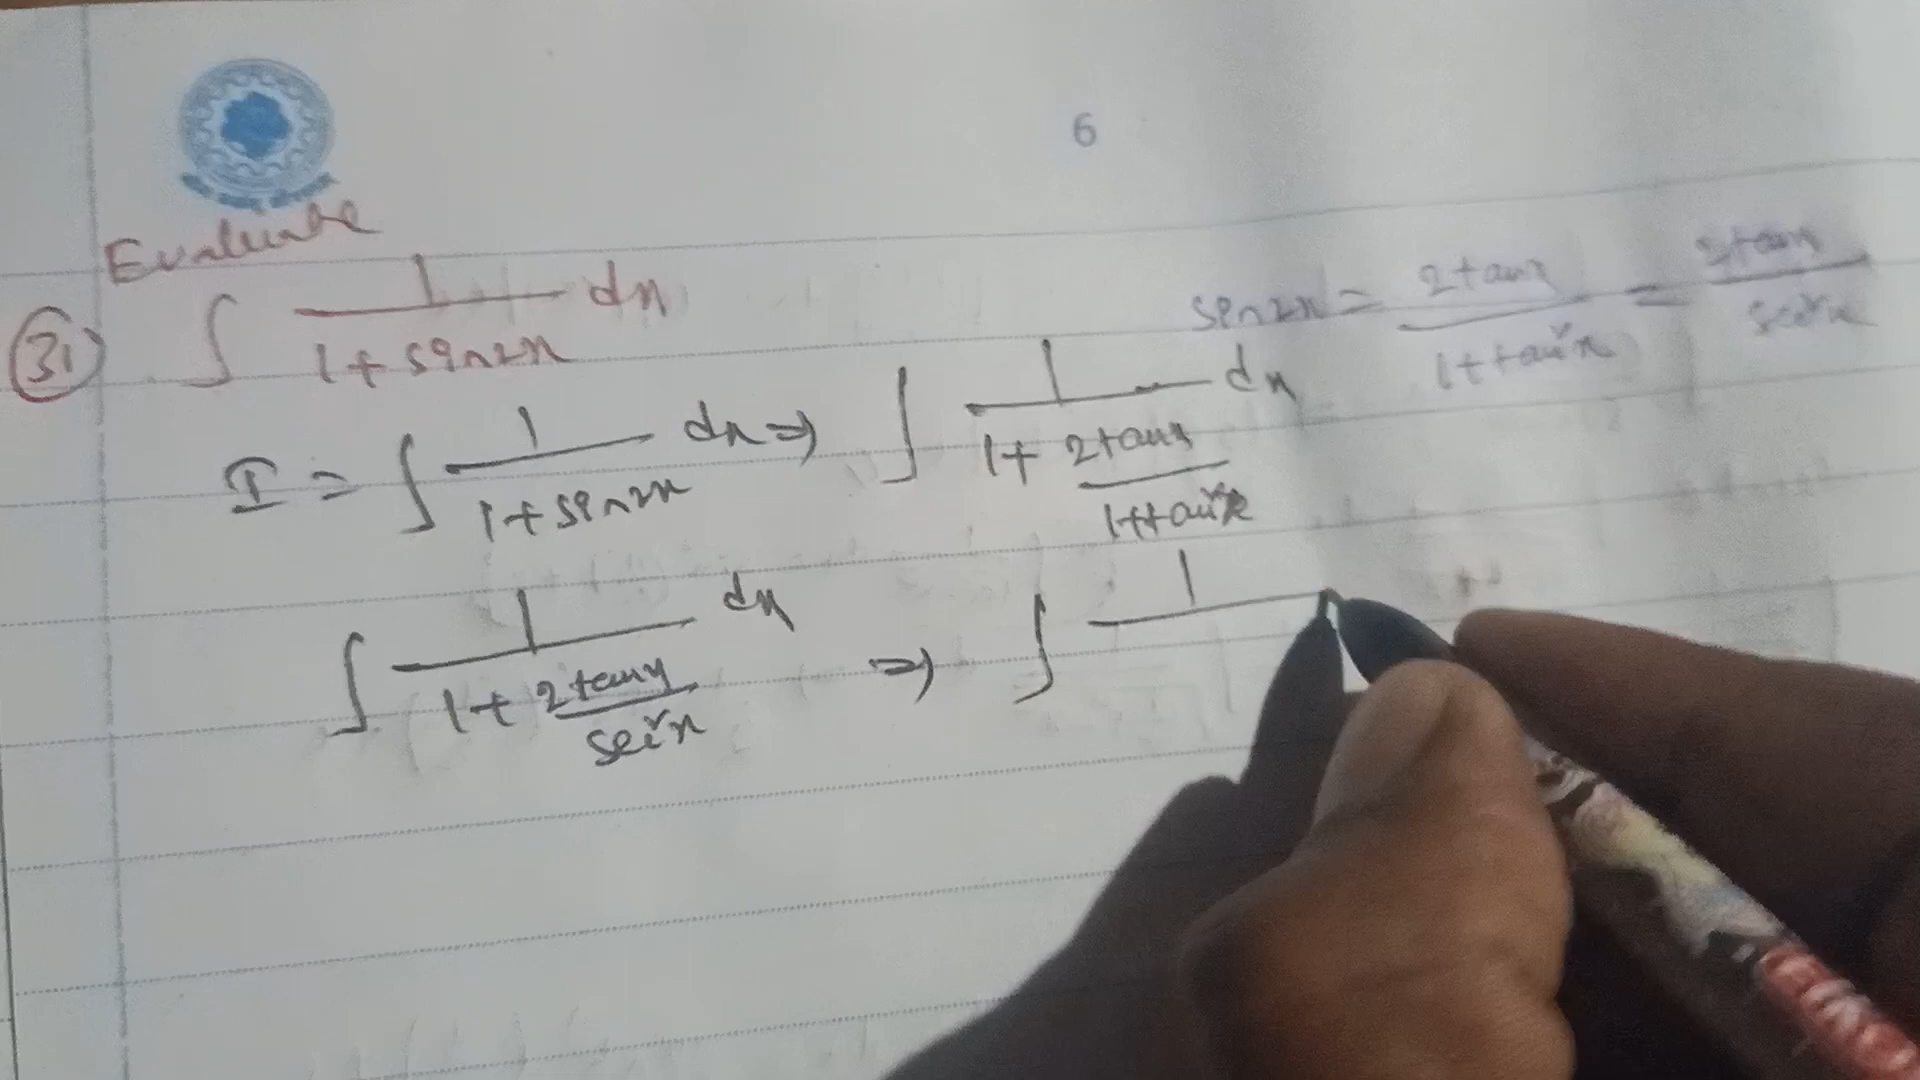 6
Evaluate
31 ∫ 1/(1+sin2x) dx
sin2x = 2tanx/(1+tan²x) = 2tanx/sec²x
I = ∫ 1/(1+sin2x) dx ⇒ ∫ 1/(1+ 2tanx/(1+tan²x)) dx
∫ 1/(1+ 2tanx/sec²x) dx ⇒ ∫ 1